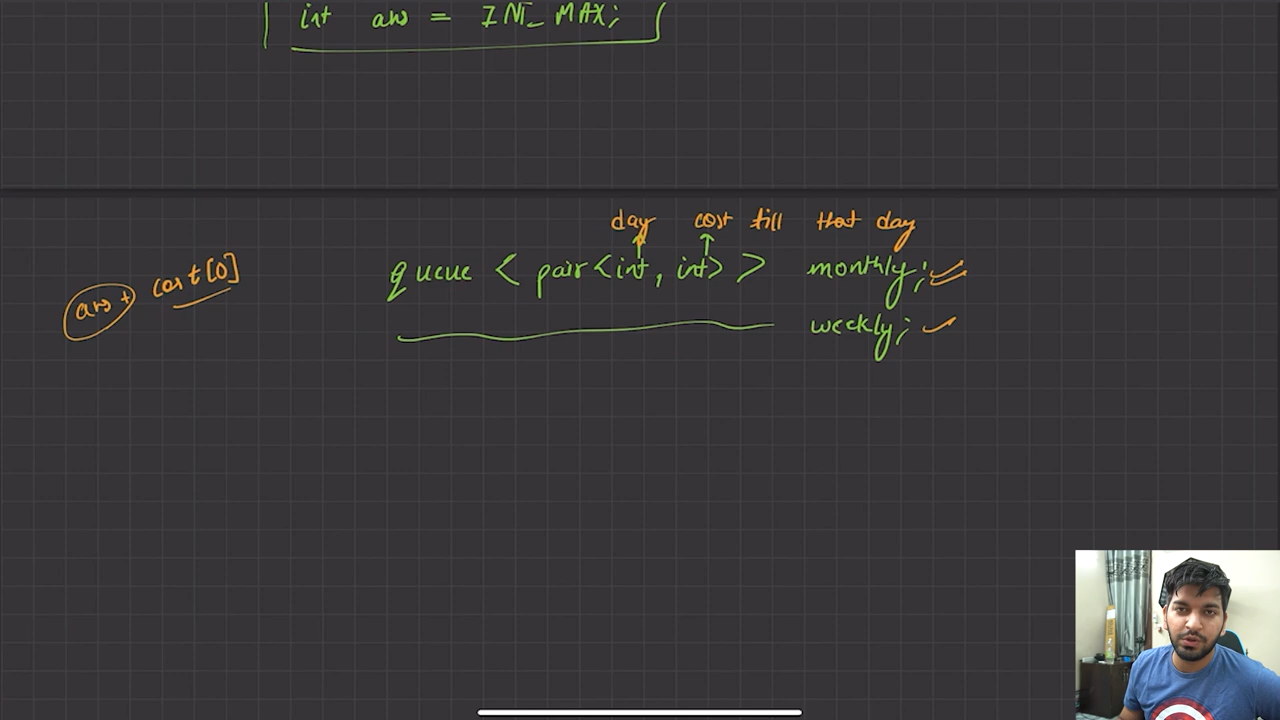 int ans = INT_MAX;
day cost till that day
queue < pair<int, int> > monthly;
ans + cost[0]
weekly;